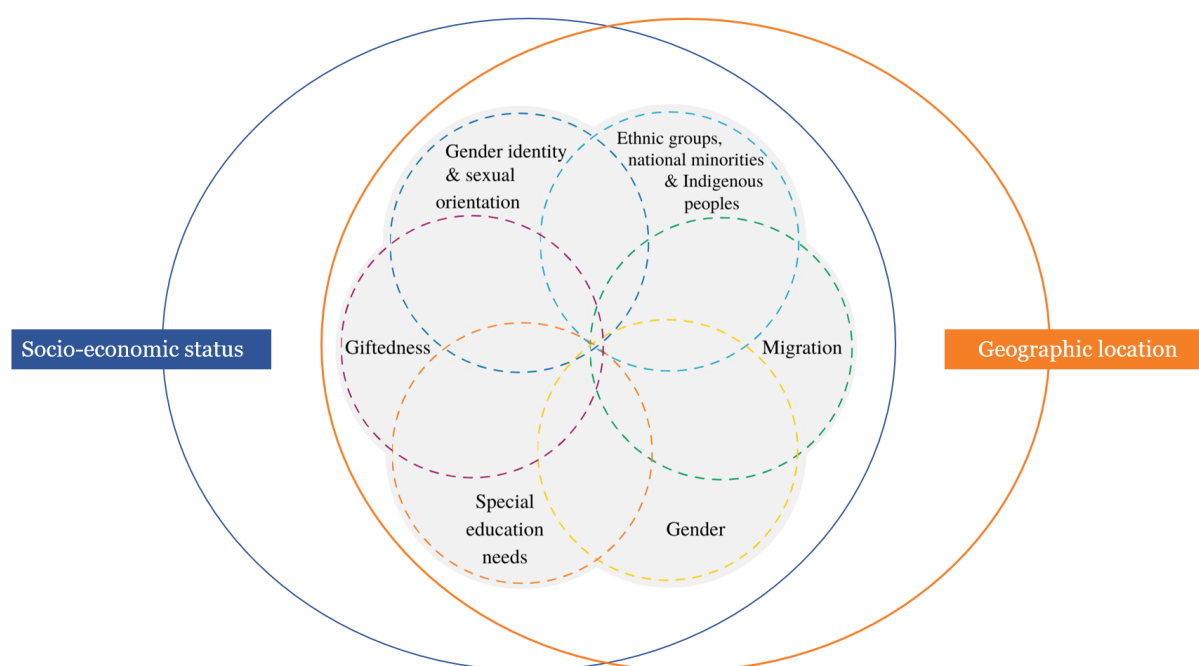 Gender identity
& sexual
orientation
Ethnic groups,
national minorities
& Indigenous
peoples
Socio-economic status
Giftedness
Migration
Geographic location
Special
education
needs
Gender